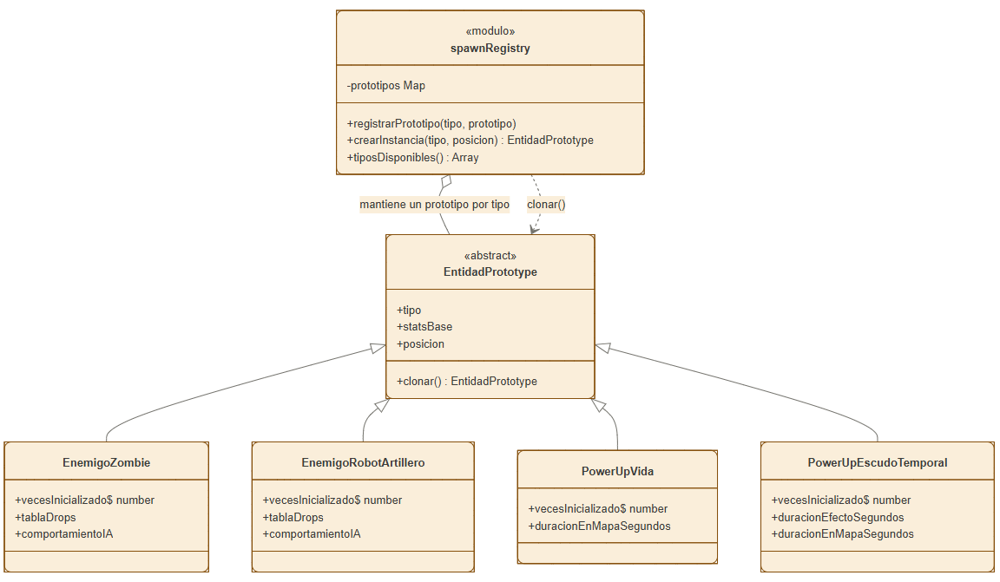 «modulo»
spawnRegistry
-prototipos Map
+registrarPrototipo(tipo, prototipo)
+crearInstancia(tipo, posicion) : EntidadPrototype
+tiposDisponibles() : Array
mantiene un prototipo por tipo
clonar()
«abstract»
EntidadPrototype
+tipo
+statsBase
+posicion
+clonar() : EntidadPrototype
EnemigoZombie
+vecesInicializado$ number
+tablaDrops
+comportamientoIA
EnemigoRobotArtillero
+vecesInicializado$ number
+tablaDrops
+comportamientoIA
PowerUpVida
+vecesInicializado$ number
+duracionEnMapaSegundos
PowerUpEscudoTemporal
+vecesInicializado$ number
+duracionEfectoSegundos
+duracionEnMapaSegundos